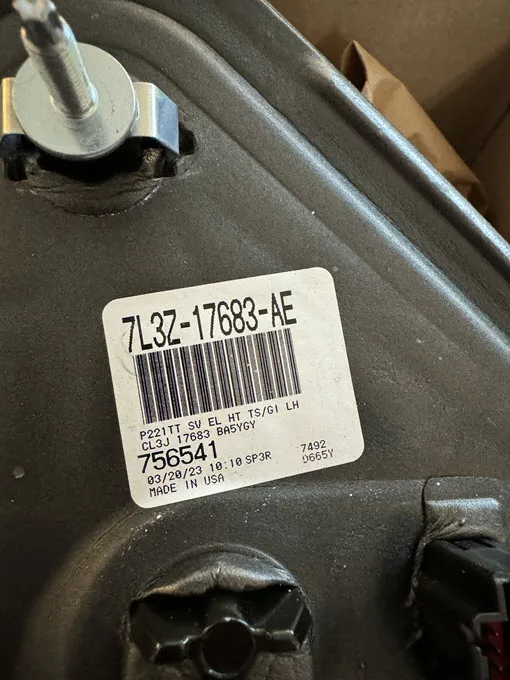 7L3Z-17683-AE
P221TT SV EL HT TS/GI LH
CL3J 17683 BA5YGY
756541
7492
03/20/23 10:10 SP3R
D665Y
MADE IN USA